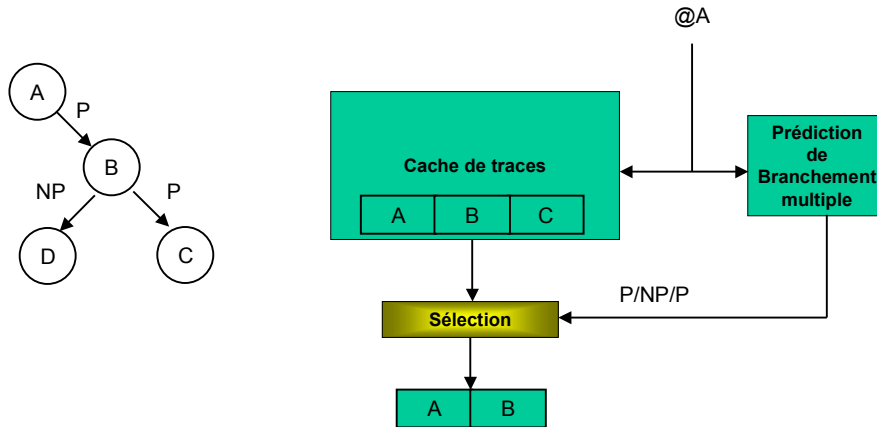 @A
A
P
B
NP
P
D
C
Cache de traces
A B C
Prédiction
de
Branchement
multiple
P/NP/P
Sélection
A B